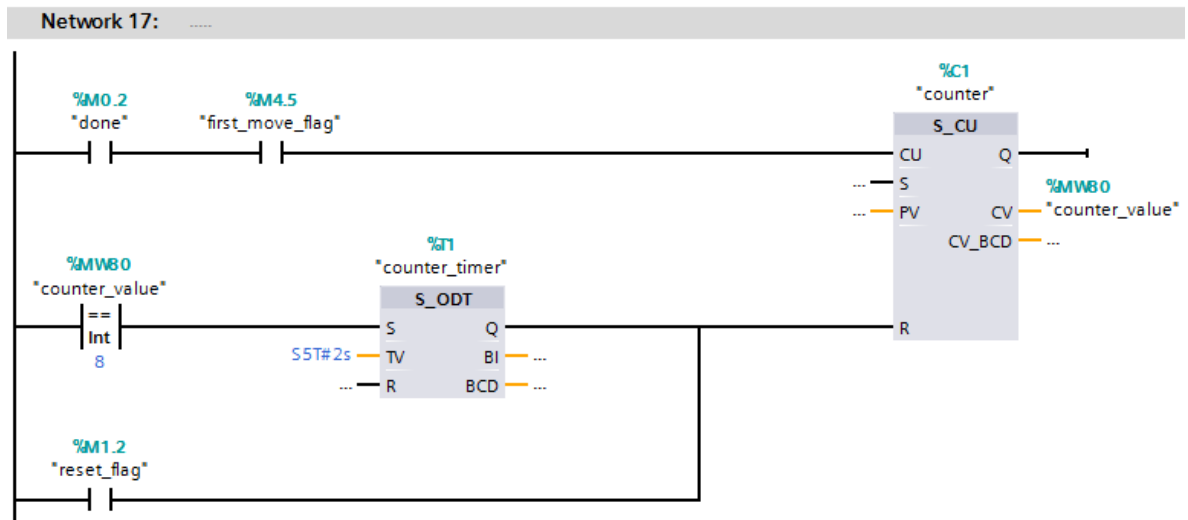 Network 17: .....
%C1
"counter"
%M0.2
"done"
%M4.5
"first_move_flag"
S_CU
CU Q
... S
%MW80
... PV CV "counter_value"
CV_BCD ...
%T1
"counter_timer"
%MW80
"counter_value"
S_ODT
==
Int
8
S Q
R
S5T#2s TV BI ...
... R BCD ...
%M1.2
"reset_flag"